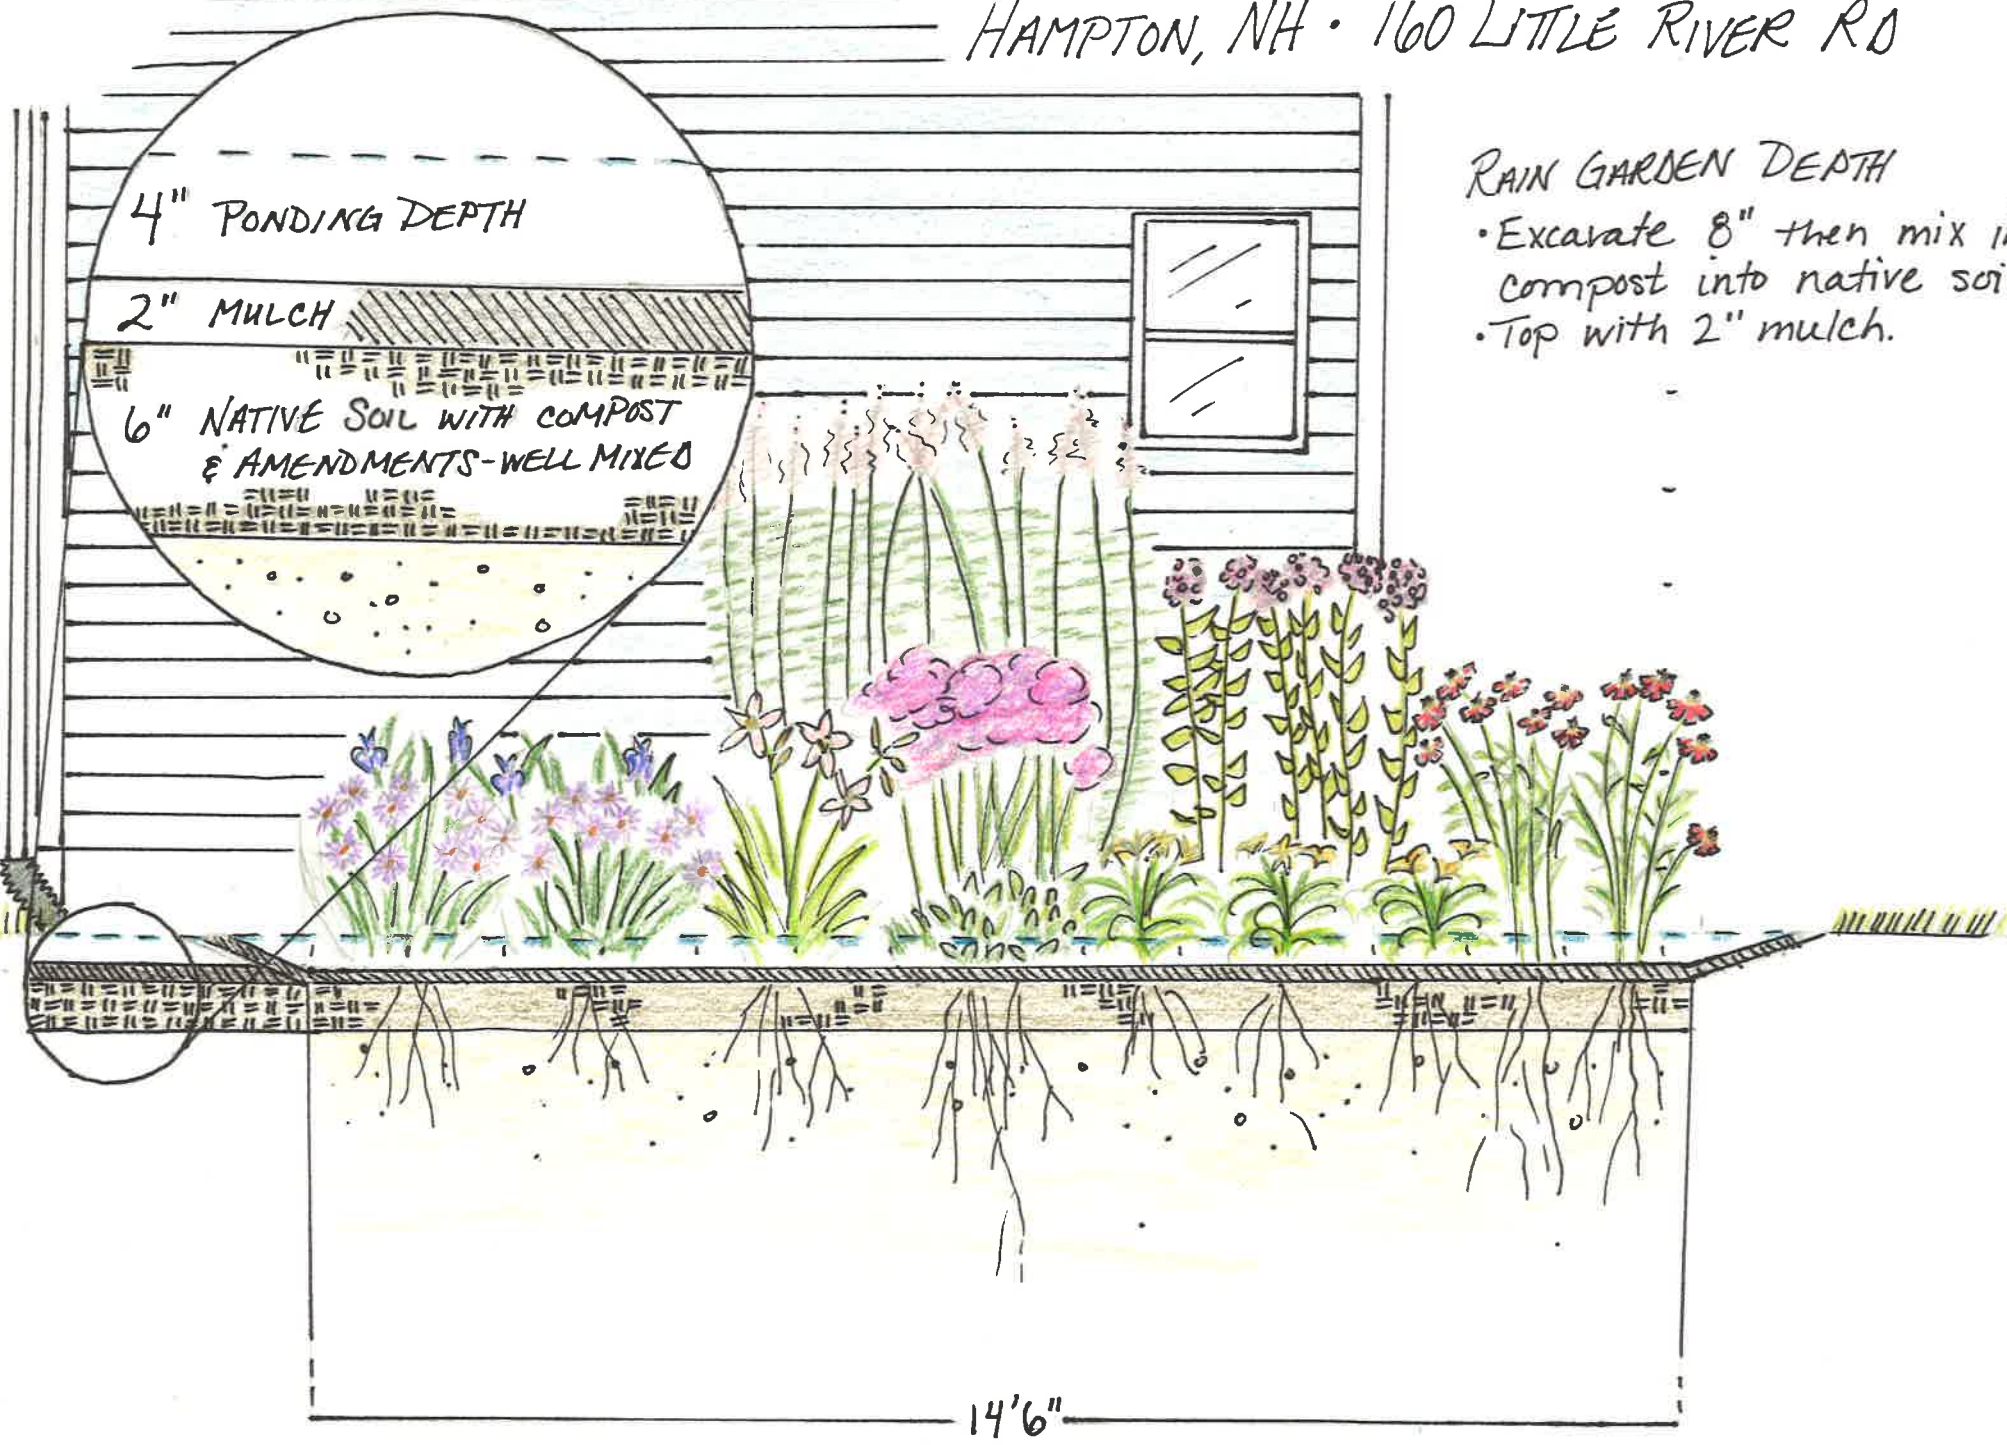 HAMPTON, NH • 160 LITTLE RIVER RD
RAIN GARDEN DEPTH
• Excavate 8" then mix
compost into native
• Top with 2" mulch.
4" PONDING DEPTH
2" MULCH
6" NATIVE SOIL WITH COMPOST
& AMENDMENTS-WELL MIXED
14'6"